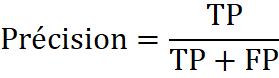 Précision = TP / (TP + FP)